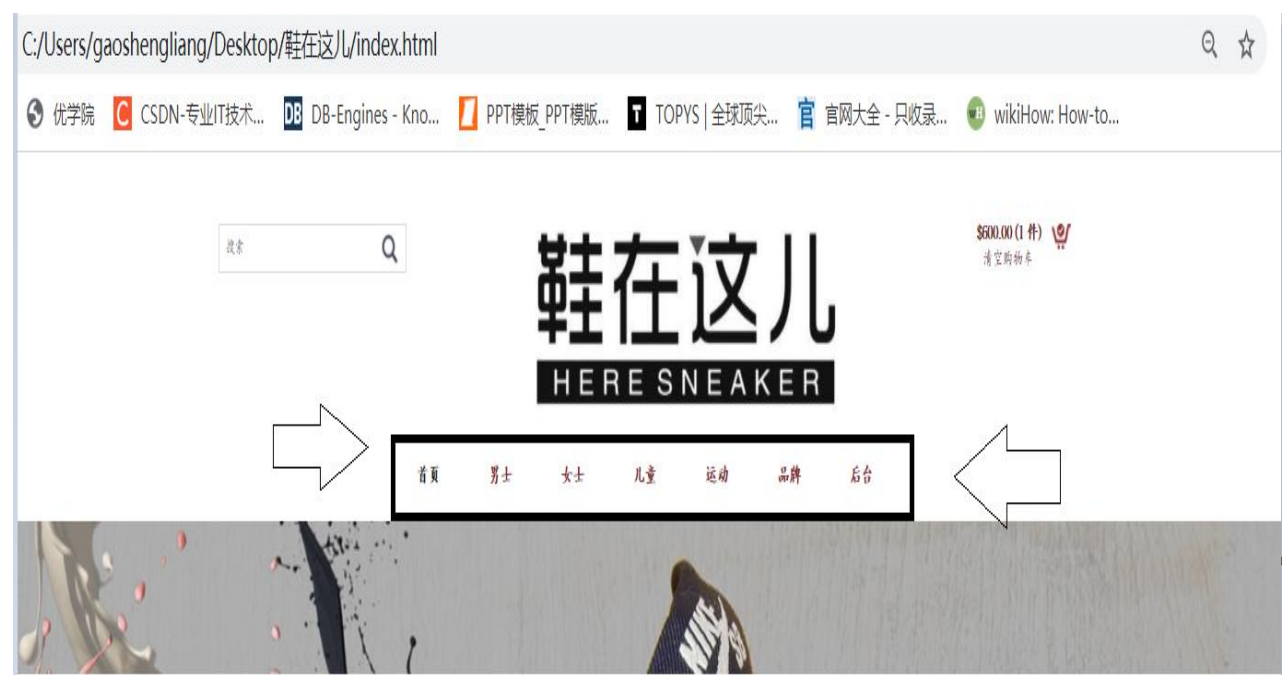 C:/Users/gaoshengliang/Desktop/鞋在这儿/index.html
优学院 CSDN-专业IT技术... DB DB-Engines - Kno... PPT模板_PPT模版... T TOPYS | 全球顶尖... 官 官网大全 - 只收录... wH wikiHow: How-to...
搜索
鞋在这儿
HERE SNEAKER
$600.00 (1 件)
清空购物车
首页 男士 女士 儿童 运动 品牌 后台
NIKE SB